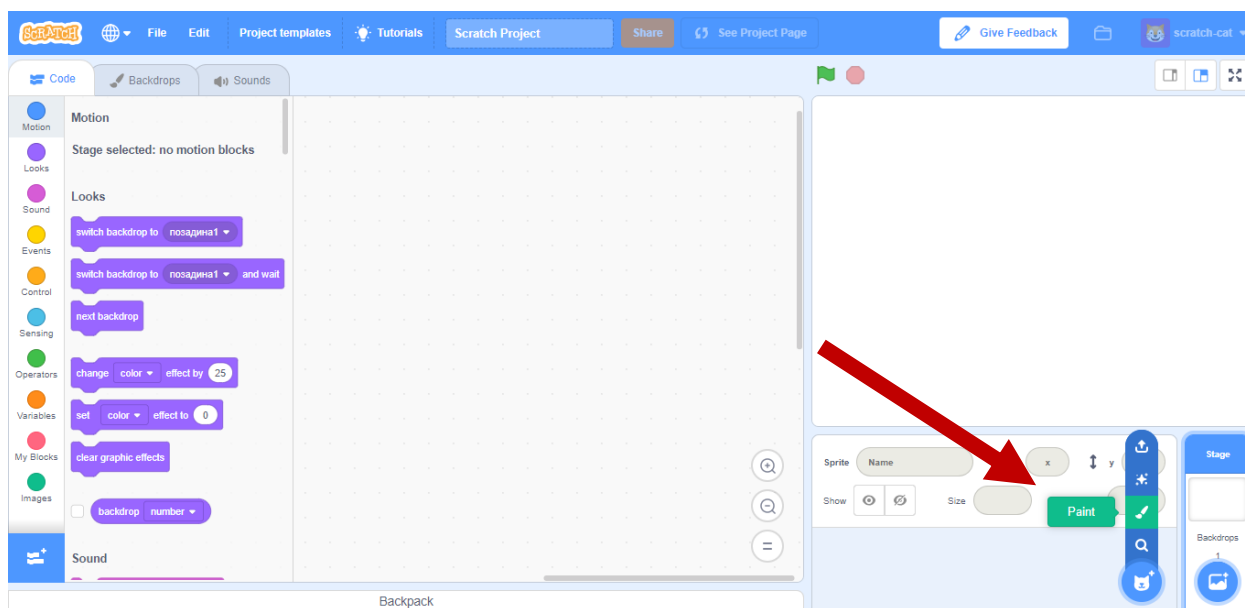 SCRATCH File Edit Project templates Tutorials Scratch Project Share See Project Page Give Feedback scratch-cat
Code Backdrops Sounds
Motion
Looks
Sound
Events
Control
Sensing
Operators
Variables
My Blocks
Images
Motion
Stage selected: no motion blocks
Looks
switch backdrop to позадина1
switch backdrop to позадина1 and wait
next backdrop
change color effect by 25
set color effect to 0
clear graphic effects
backdrop number
Sound
Backpack
Sprite Name x y
Show Size
Paint
Stage
Backdrops
1